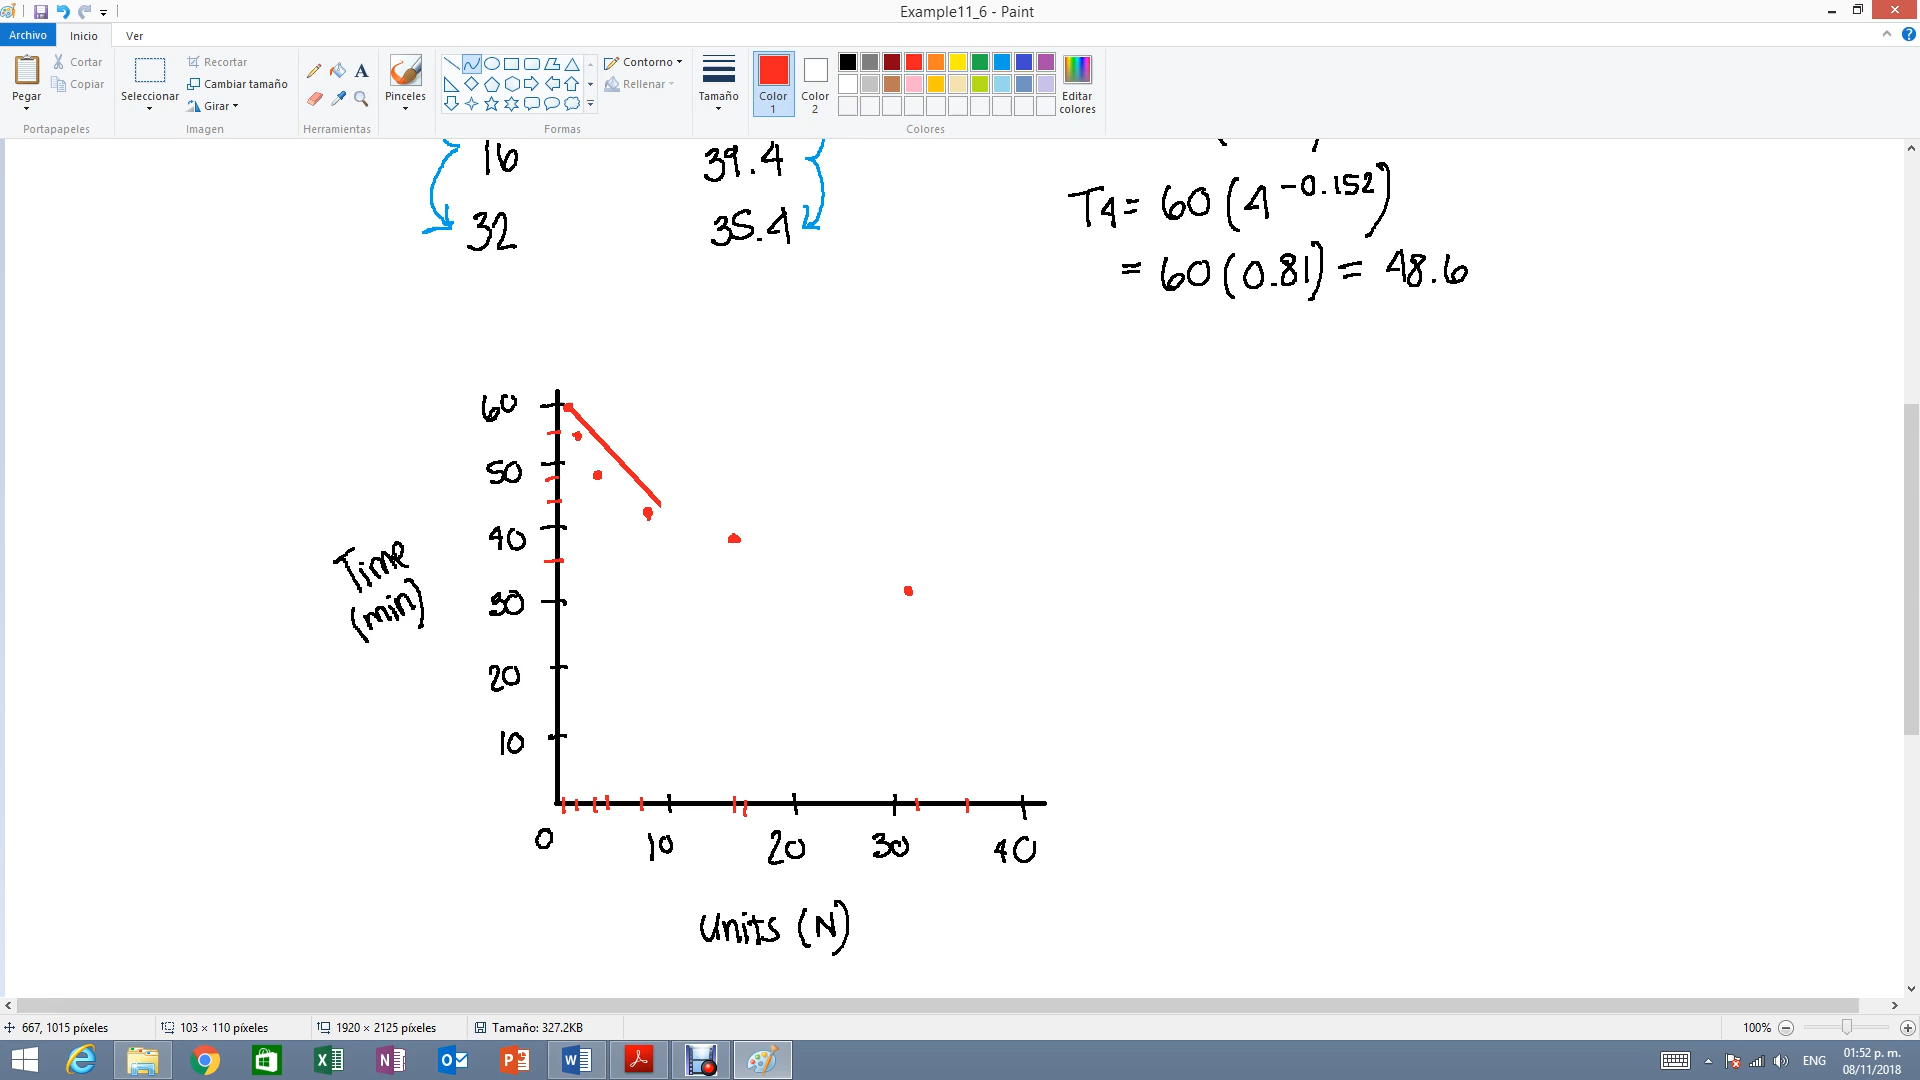 Example11_6 - Paint
Archivo Inicio Ver
Pegar
Cortar
Copiar
Portapapeles
Seleccionar
Recortar
Cambiar tamaño
Girar
Imagen
Herramientas
Pinceles
Formas
Contorno
Rellenar
Tamaño
Color 1
Color 2
Colores
Editar colores
16 39.4
32 35.4
T4 = 60 (4^-0.152)
= 60 (0.81) = 48.6
60
50
40
30
20
10
Time
(min)
0 10 20 30 40
Units (N)
667, 1015 píxeles 103 × 110 píxeles 1920 × 2125 píxeles Tamaño: 327.2KB 100%
ENG 01:52 p. m.
08/11/2018